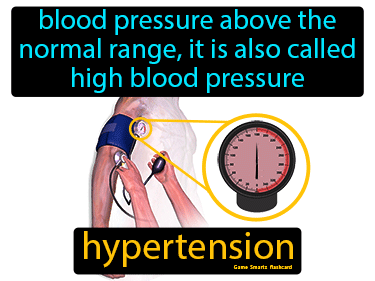 blood pressure above the
normal range, it is also called
high blood pressure
hypertension
Game Smartz flashcard